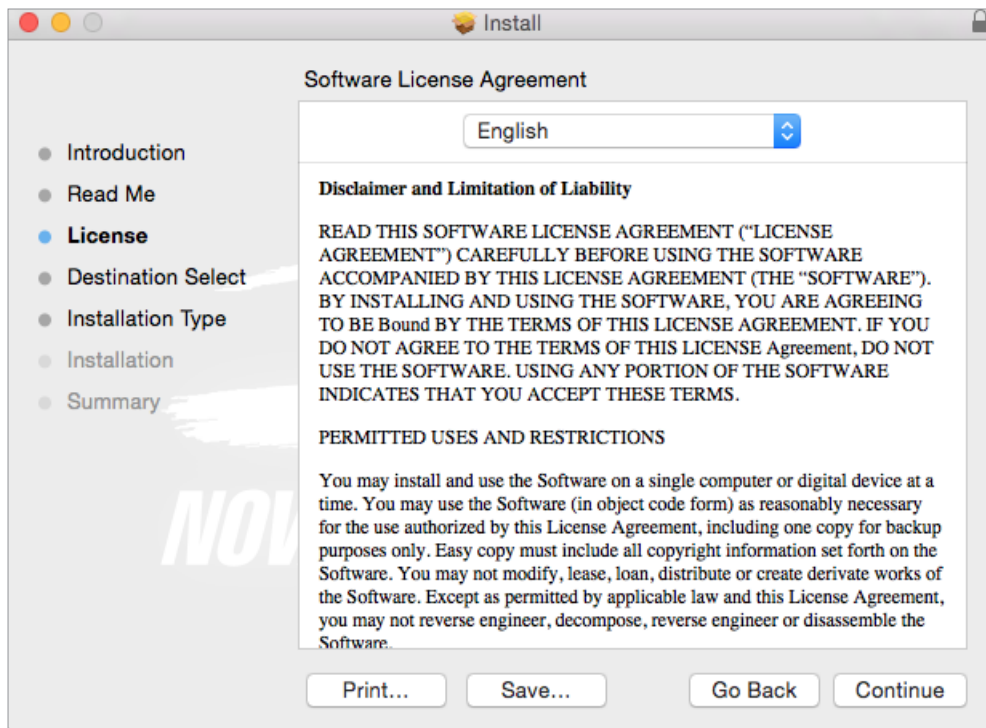 Install
Software License Agreement
Introduction
Read Me
License
Destination Select
Installation Type
Installation
Summary
NOV
English
Disclaimer and Limitation of Liability
READ THIS SOFTWARE LICENSE AGREEMENT (“LICENSE
AGREEMENT”) CAREFULLY BEFORE USING THE SOFTWARE
ACCOMPANIED BY THIS LICENSE AGREEMENT (THE “SOFTWARE”).
BY INSTALLING AND USING THE SOFTWARE, YOU ARE AGREEING
TO BE Bound BY THE TERMS OF THIS LICENSE AGREEMENT. IF YOU
DO NOT AGREE TO THE TERMS OF THIS LICENSE Agreement, DO NOT
USE THE SOFTWARE. USING ANY PORTION OF THE SOFTWARE
INDICATES THAT YOU ACCEPT THESE TERMS.
PERMITTED USES AND RESTRICTIONS
You may install and use the Software on a single computer or digital device at a
time. You may use the Software (in object code form) as reasonably necessary
for the use authorized by this License Agreement, including one copy for backup
purposes only. Easy copy must include all copyright information set forth on the
Software. You may not modify, lease, loan, distribute or create derivate works of
the Software. Except as permitted by applicable law and this License Agreement,
you may not reverse engineer, decompose, reverse engineer or disassemble the
Software.
Print...
Save...
Go Back
Continue